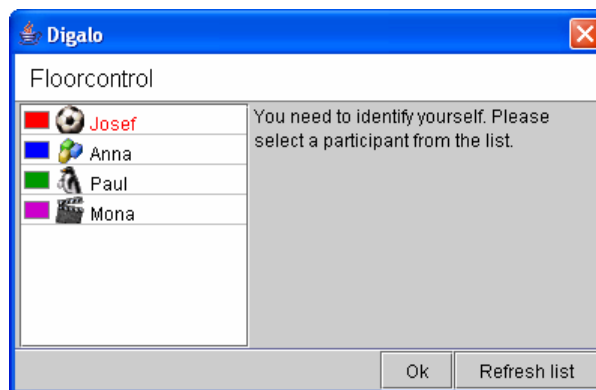 Digalo
Floorcontrol
Josef
Anna
Paul
Mona
You need to identify yourself. Please
select a participant from the list.
Ok
Refresh list